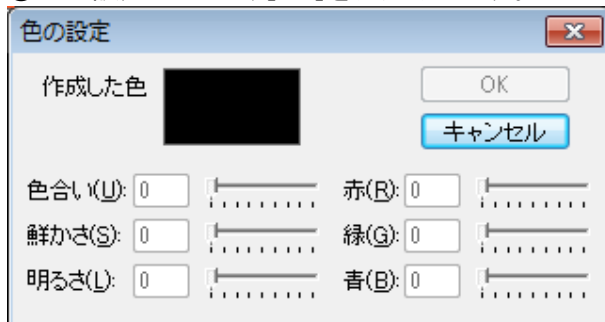 色の設定
作成した色
OK
キャンセル
色合い(U): 0 赤(R): 0
鮮かさ(S): 0 緑(G): 0
明るさ(L): 0 青(B): 0